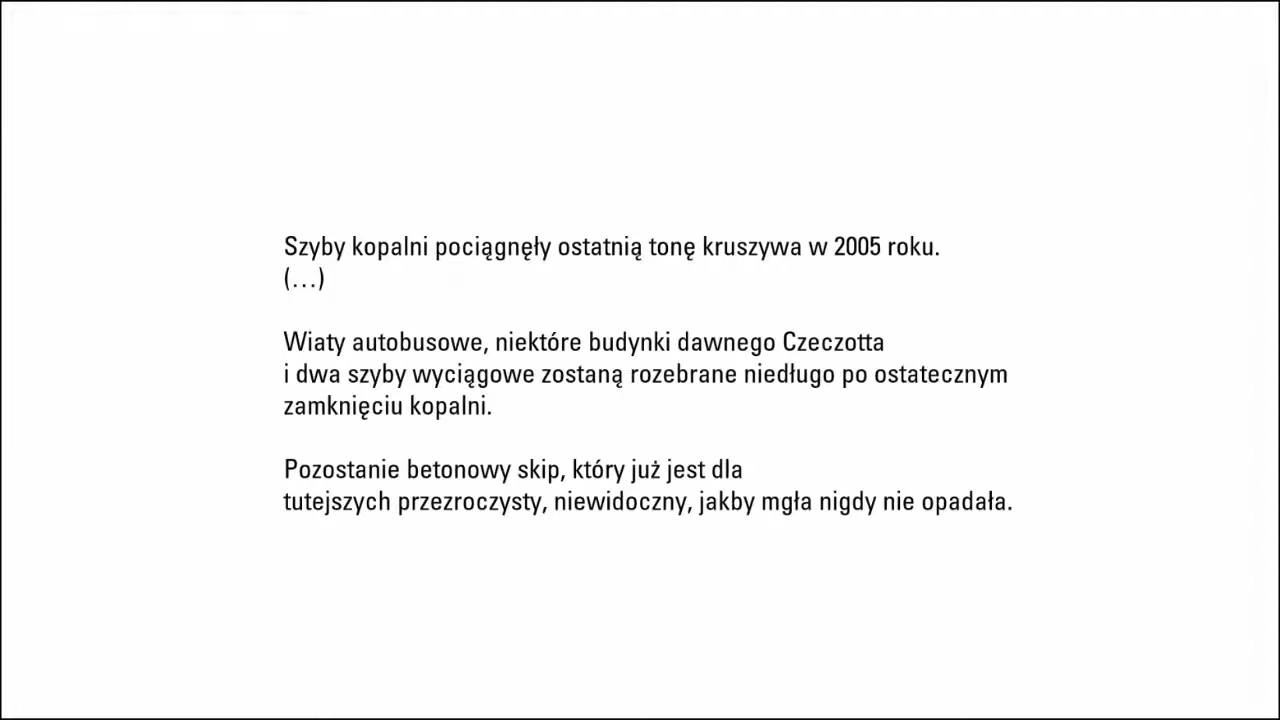 Szyby kopalni pociągnęły ostatnią tonę kruszywa w 2005 roku.
(…)
Wiaty autobusowe, niektóre budynki dawnego Czeczotta
i dwa szyby wyciągowe zostaną rozebrane niedługo po ostatecznym
zamknięciu kopalni.
Pozostanie betonowy skip, który już jest dla
tutejszych przezroczysty, niewidoczny, jakby mgła nigdy nie opadała.